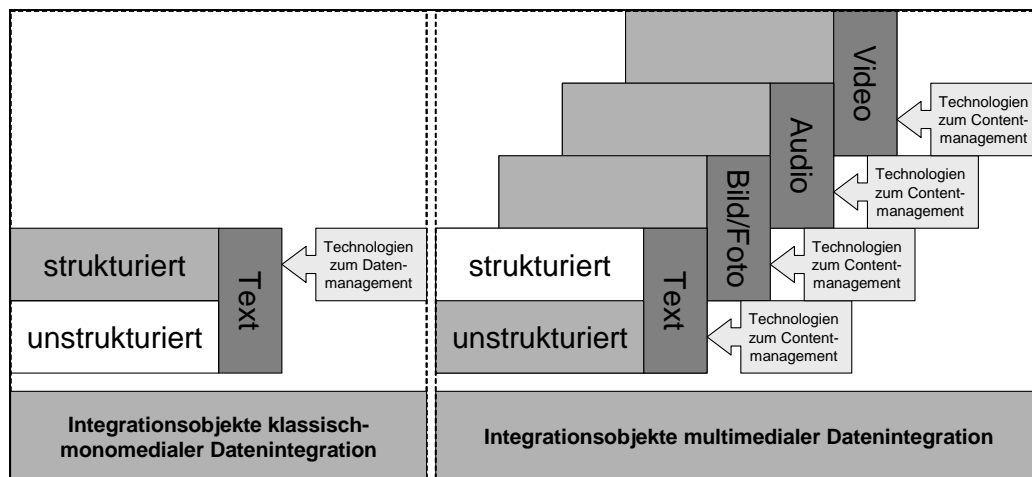 strukturiert
unstrukturiert
Text
Technologien
zum Daten-
management
Integrationsobjekte klassisch-
monomedialer Datenintegration
Video
Technologien
zum Content-
management
Audio
Technologien
zum Content-
management
Bild/Foto
Technologien
zum Content-
management
strukturiert
unstrukturiert
Text
Technologien
zum Content-
management
Integrationsobjekte multimedialer Datenintegration